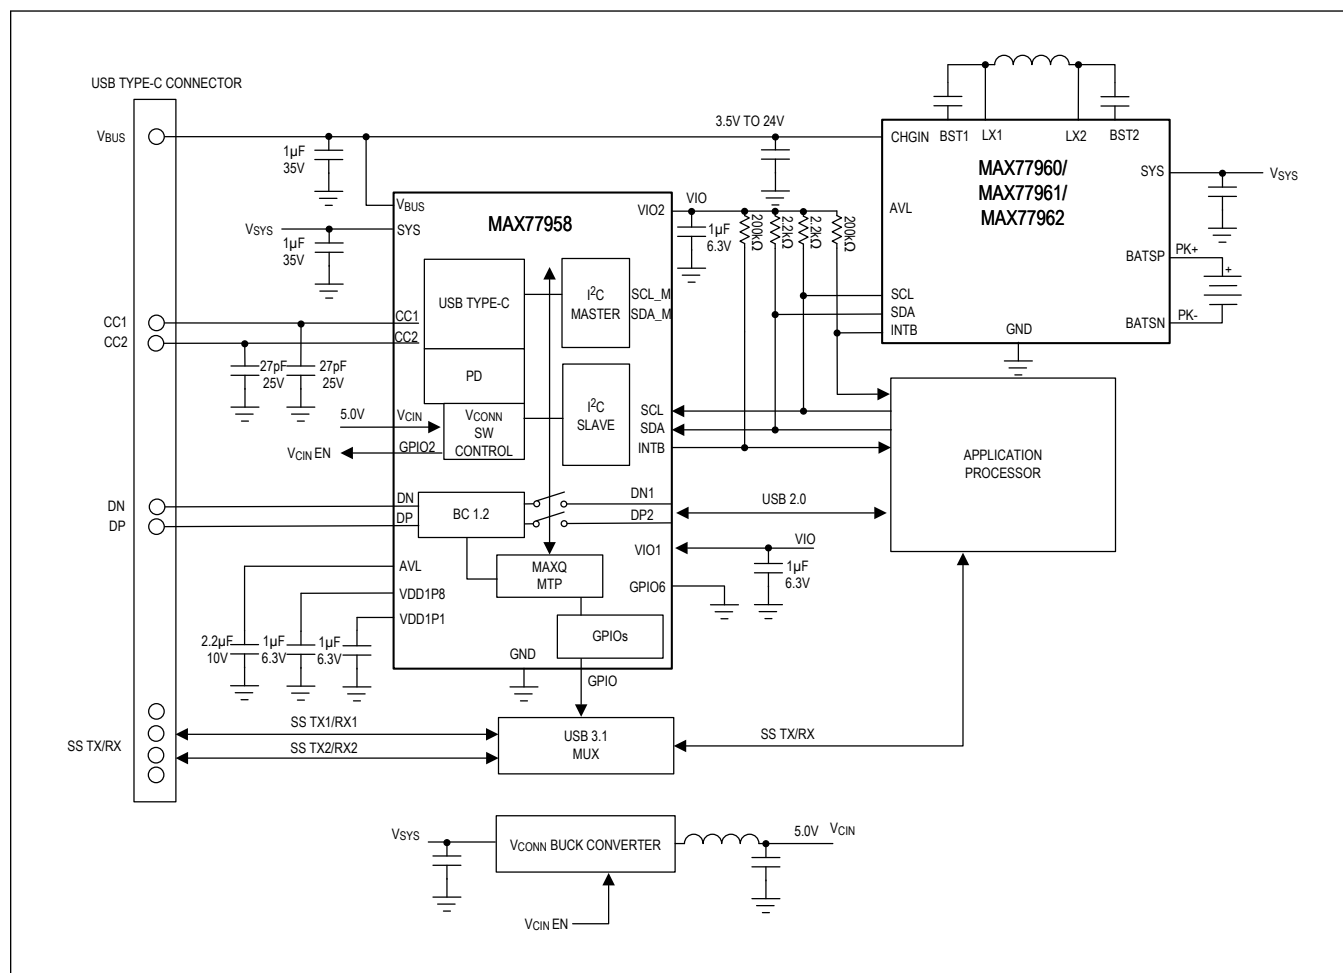 USB TYPE-C CONNECTOR
VBUS
1µF
35V
3.5V TO 24V
CHGIN
BST1
LX1
LX2
BST2
MAX77960/
MAX77961/
MAX77962
SYS
VSYS
AVL
BATSP
PK+
+
BATSN
PK-
SCL
SDA
INTB
GND
VBUS
MAX77958
VIO2
VIO
1µF
6.3V
200kΩ
2.2kΩ
2.2kΩ
200kΩ
VSYS
SYS
1µF
35V
USB TYPE-C
I2C
MASTER
SCL_M
SDA_M
CC1
CC1
CC2
CC2
27pF
25V
27pF
25V
PD
5.0V
VCIN
VCONN
SW
CONTROL
I2C
SLAVE
SCL
SDA
INTB
VCIN EN
GPIO2
APPLICATION
PROCESSOR
DN
DN
DP
DP
BC 1.2
DN1
DP2
USB 2.0
VIO1
VIO
1µF
6.3V
AVL
VDD1P8
VDD1P1
MAXQ
MTP
GPIO6
2.2µF
10V
1µF
6.3V
1µF
6.3V
GPIOs
GND
GPIO
SS TX/RX
SS TX1/RX1
SS TX2/RX2
USB 3.1
MUX
SS TX/RX
VSYS
VCONN BUCK CONVERTER
5.0V
VCIN
VCIN EN